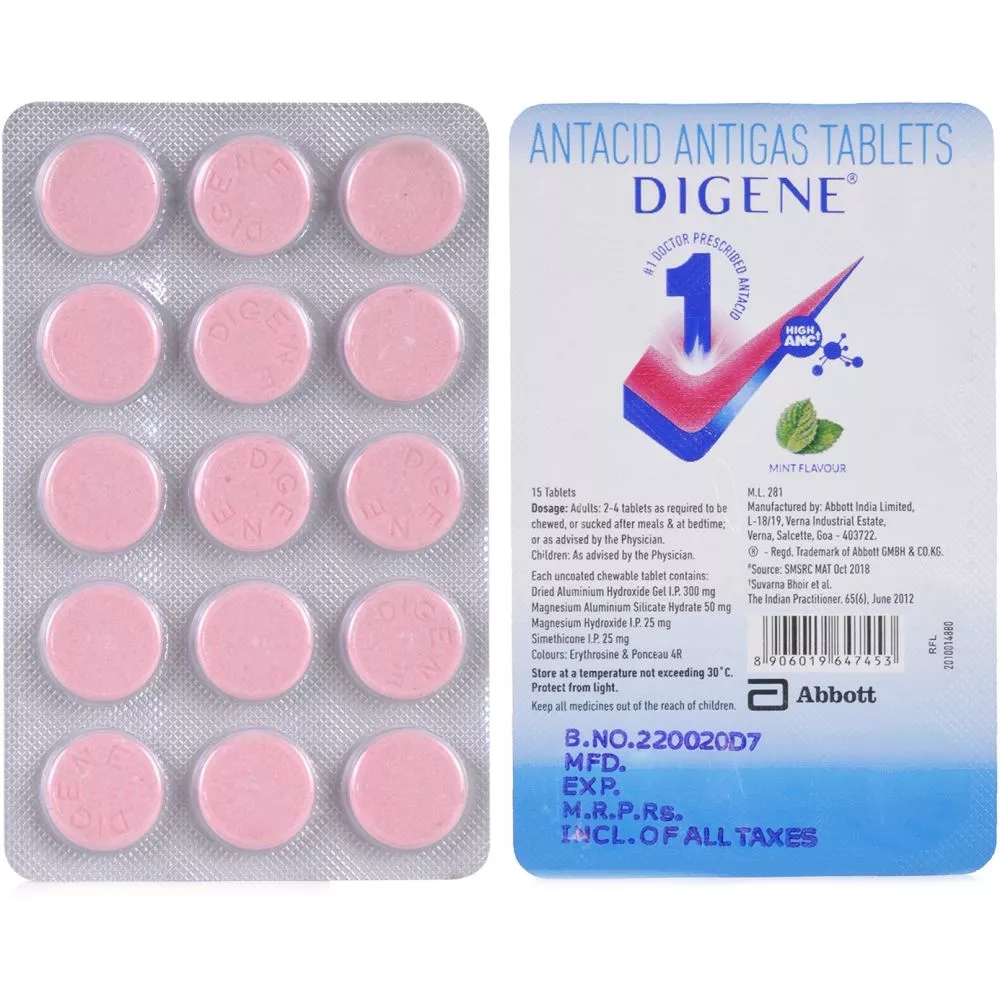 DIGENE
DIGENE
DIGENE
DIGENE
DIGENE
DIGENE
ANTACID ANTIGAS TABLETS
DIGENE®
#1 DOCTOR PRESCRIBED ANTACID
1
HIGH
ANC†
MINT FLAVOUR
15 Tablets
Dosage: Adults: 2-4 tablets as required to be
chewed, or sucked after meals & at bedtime;
or as advised by the Physician.
Children: As advised by the Physician.
Each uncoated chewable tablet contains:
Dried Aluminium Hydroxide Gel I.P. 300 mg
Magnesium Aluminium Silicate Hydrate 50 mg
Magnesium Hydroxide I.P. 25 mg
Simethicone I.P. 25 mg
Colours: Erythrosine & Ponceau 4R
Store at a temperature not exceeding 30°C.
Protect from light.
Keep all medicines out of the reach of children.
M.L. 281
Manufactured by: Abbott India Limited,
L-18/19, Verna Industrial Estate,
Verna, Salcette, Goa - 403722.
® - Regd. Trademark of Abbott GMBH & CO.KG.
#Source: SMSRC MAT Oct 2018
†Suvarna Bhoir et al.
The Indian Practitioner. 65(6), June 2012
8 906019 647453
RFL
2010014880
Abbott
B.NO.220020D7
MFD.
EXP.
M.R.P.Rs.
INCL.OF ALL TAXES